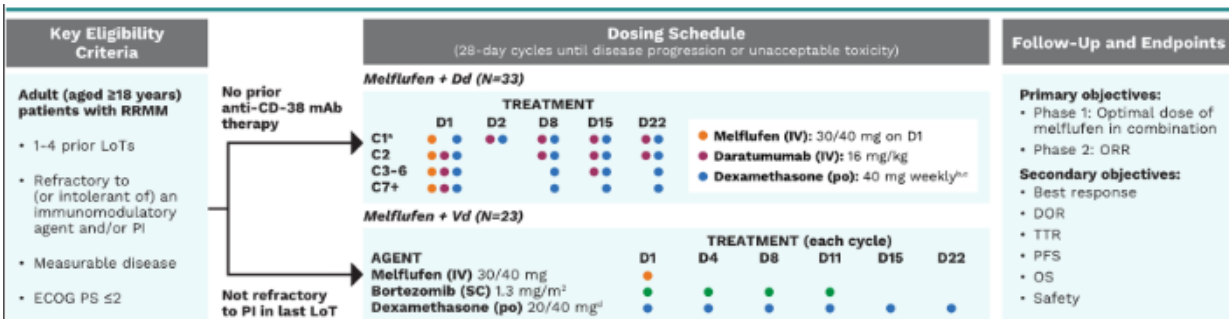 Key Eligibility
Criteria
Adult (aged ≥18 years)
patients with RRMM
• 1-4 prior LoTs
• Refractory to
(or intolerant of) an
immunomodulatory
agent and/or PI
• Measurable disease
• ECOG PS ≤2
No prior
anti-CD-38 mAb
therapy
Not refractory
to PI in last LoT
Dosing Schedule
(28-day cycles until disease progression or unacceptable toxicity)
Melflufen + Dd (N=33)
TREATMENT
D1 D2 D8 D15 D22
C1ᵃ
C2
C3-6
C7+
Melflufen (IV): 30/40 mg on D1
Daratumumab (IV): 16 mg/kg
Dexamethasone (po): 40 mg weeklyᵇ,ᶜ
Melflufen + Vd (N=23)
TREATMENT (each cycle)
AGENT D1 D4 D8 D11 D15 D22
Melflufen (IV) 30/40 mg
Bortezomib (SC) 1.3 mg/m²
Dexamethasone (po) 20/40 mgᵈ
Follow-Up and Endpoints
Primary objectives:
• Phase 1: Optimal dose of
melflufen in combination
• Phase 2: ORR
Secondary objectives:
• Best response
• DOR
• TTR
• PFS
• OS
• Safety